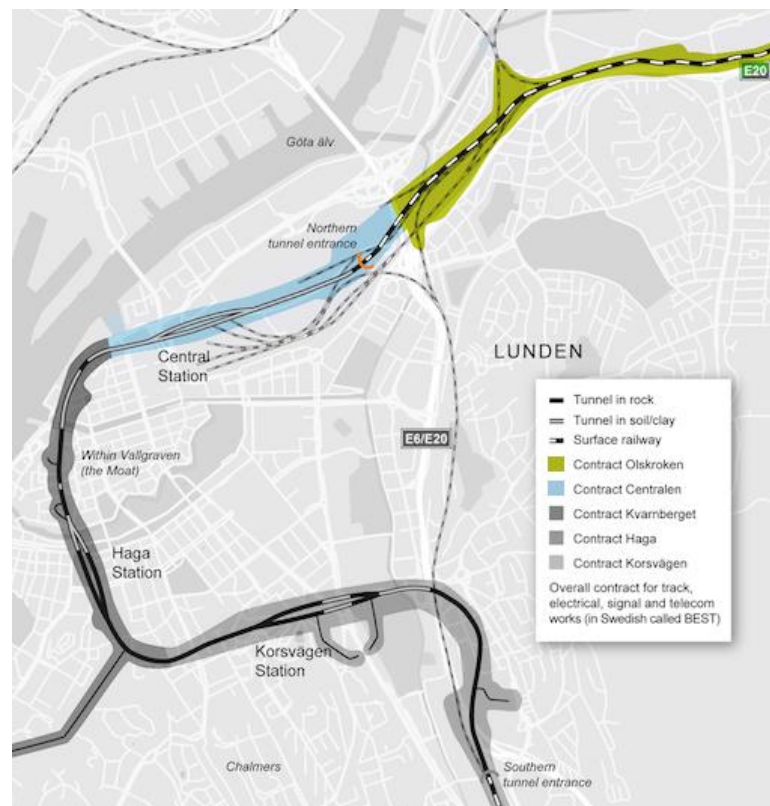 E20
Göta älv
Northern
tunnel entrance
Central
Station
LUNDEN
E6/E20
Within Vallgraven
(the Moat)
Haga
Station
Korsvägen
Station
Chalmers
Southern
tunnel entrance
Tunnel in rock
Tunnel in soil/clay
Surface railway
Contract Olskroken
Contract Centralen
Contract Kvarnberget
Contract Haga
Contract Korsvägen
Overall contract for track,
electrical, signal and telecom
works (in Swedish called BEST)